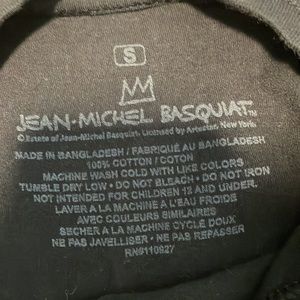 S
JEAN-MICHEL BASQUIAT™
© Estate of Jean-Michel Basquiat. Licensed by Artestar, New York.
MADE IN BANGLADESH / FABRIQUÉ AU BANGLADESH
100% COTTON / COTON
MACHINE WASH COLD WITH LIKE COLORS
TUMBLE DRY LOW • DO NOT BLEACH • DO NOT IRON
NOT INTENDED FOR CHILDREN 12 AND UNDER.
LAVER À LA MACHINE À L'EAU FROIDE
AVEC COULEURS SIMILAIRES
SÉCHER À LA MACHINE CYCLE DOUX
NE PAS JAVELLISER • NE PAS REPASSER
RN#110827